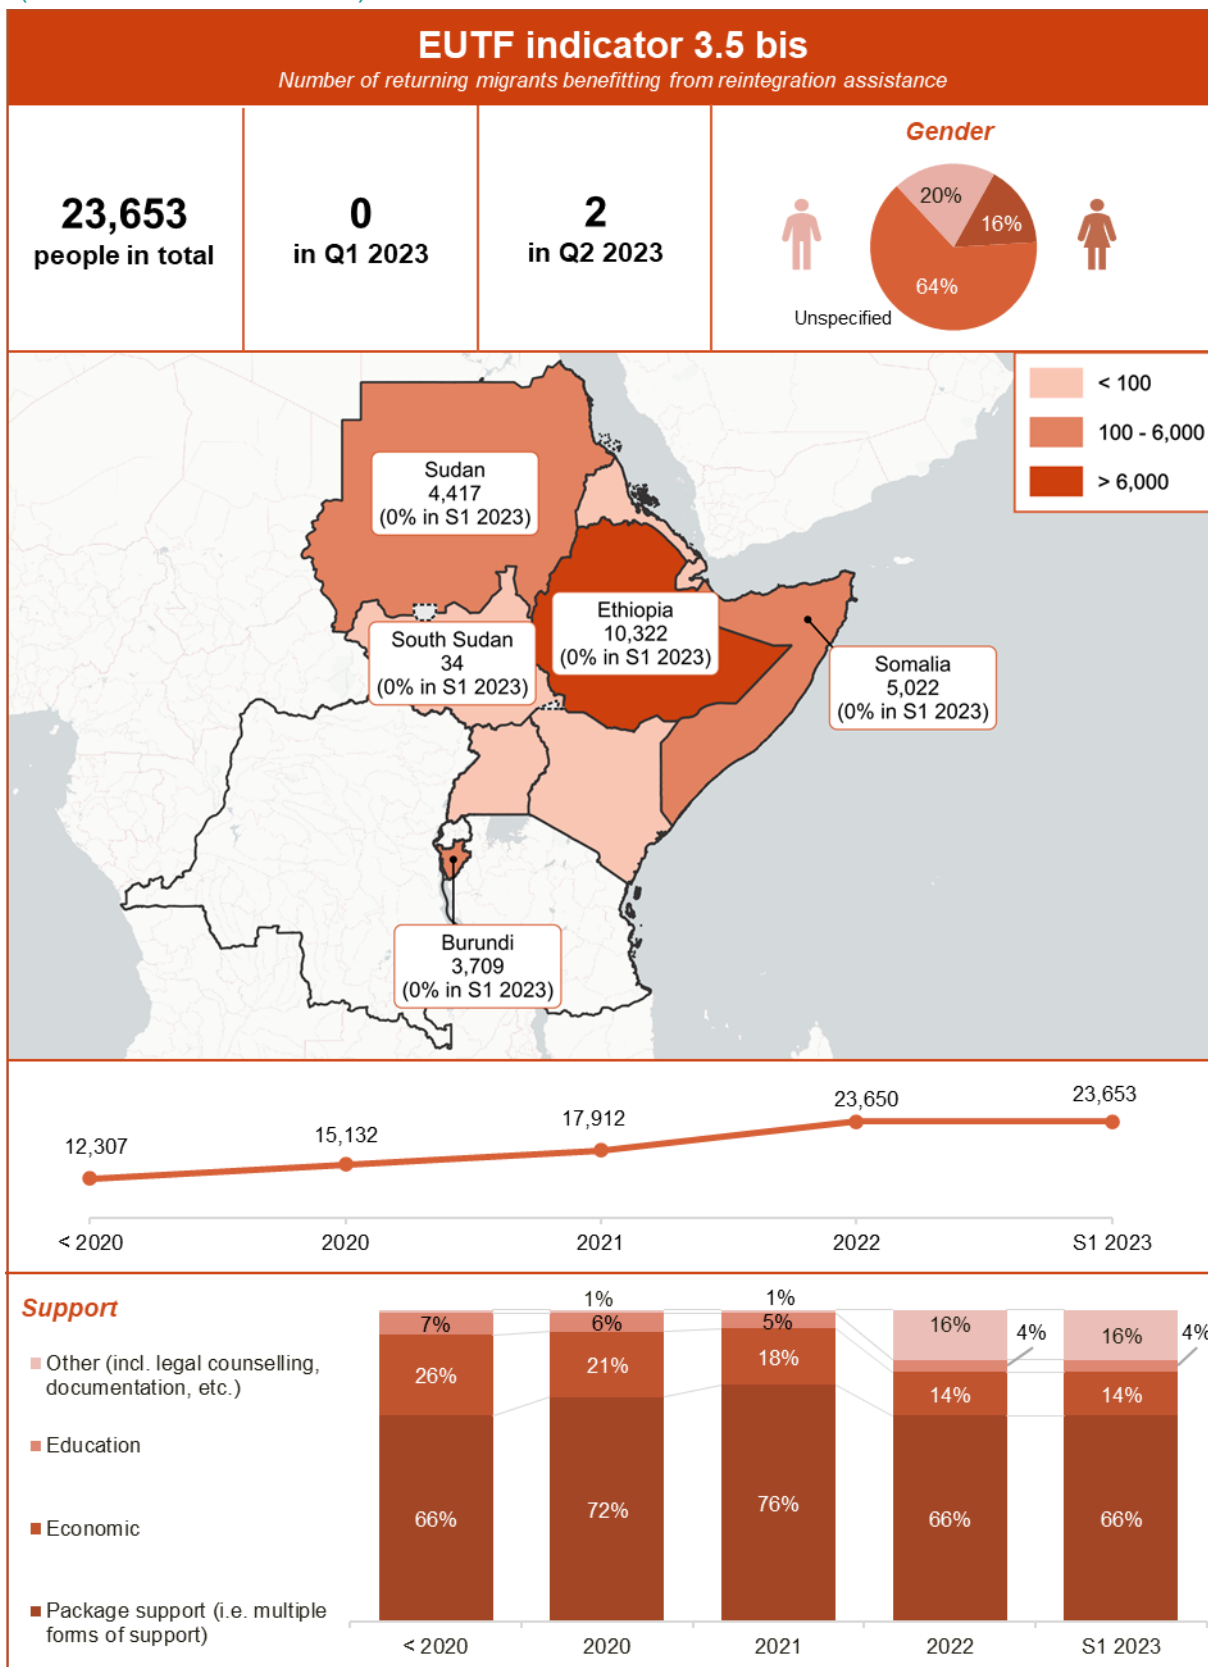 EUTF indicator 3.5 bis
Number of returning migrants benefitting from reintegration assistance
23,653
people in total
0
in Q1 2023
2
in Q2 2023
Gender
20%
16%
64%
Unspecified
< 100
100 - 6,000
> 6,000
Sudan
4,417
(0% in S1 2023)
Ethiopia
10,322
(0% in S1 2023)
South Sudan
34
(0% in S1 2023)
Somalia
5,022
(0% in S1 2023)
Burundi
3,709
(0% in S1 2023)
12,307
15,132
17,912
23,650
23,653
< 2020
2020
2021
2022
S1 2023
Support
Other (incl. legal counselling,
documentation, etc.)
Education
Economic
Package support (i.e. multiple
forms of support)
7%
26%
66%
1%
6%
21%
72%
1%
5%
18%
76%
16%
4%
14%
66%
16%
4%
14%
66%
< 2020
2020
2021
2022
S1 2023